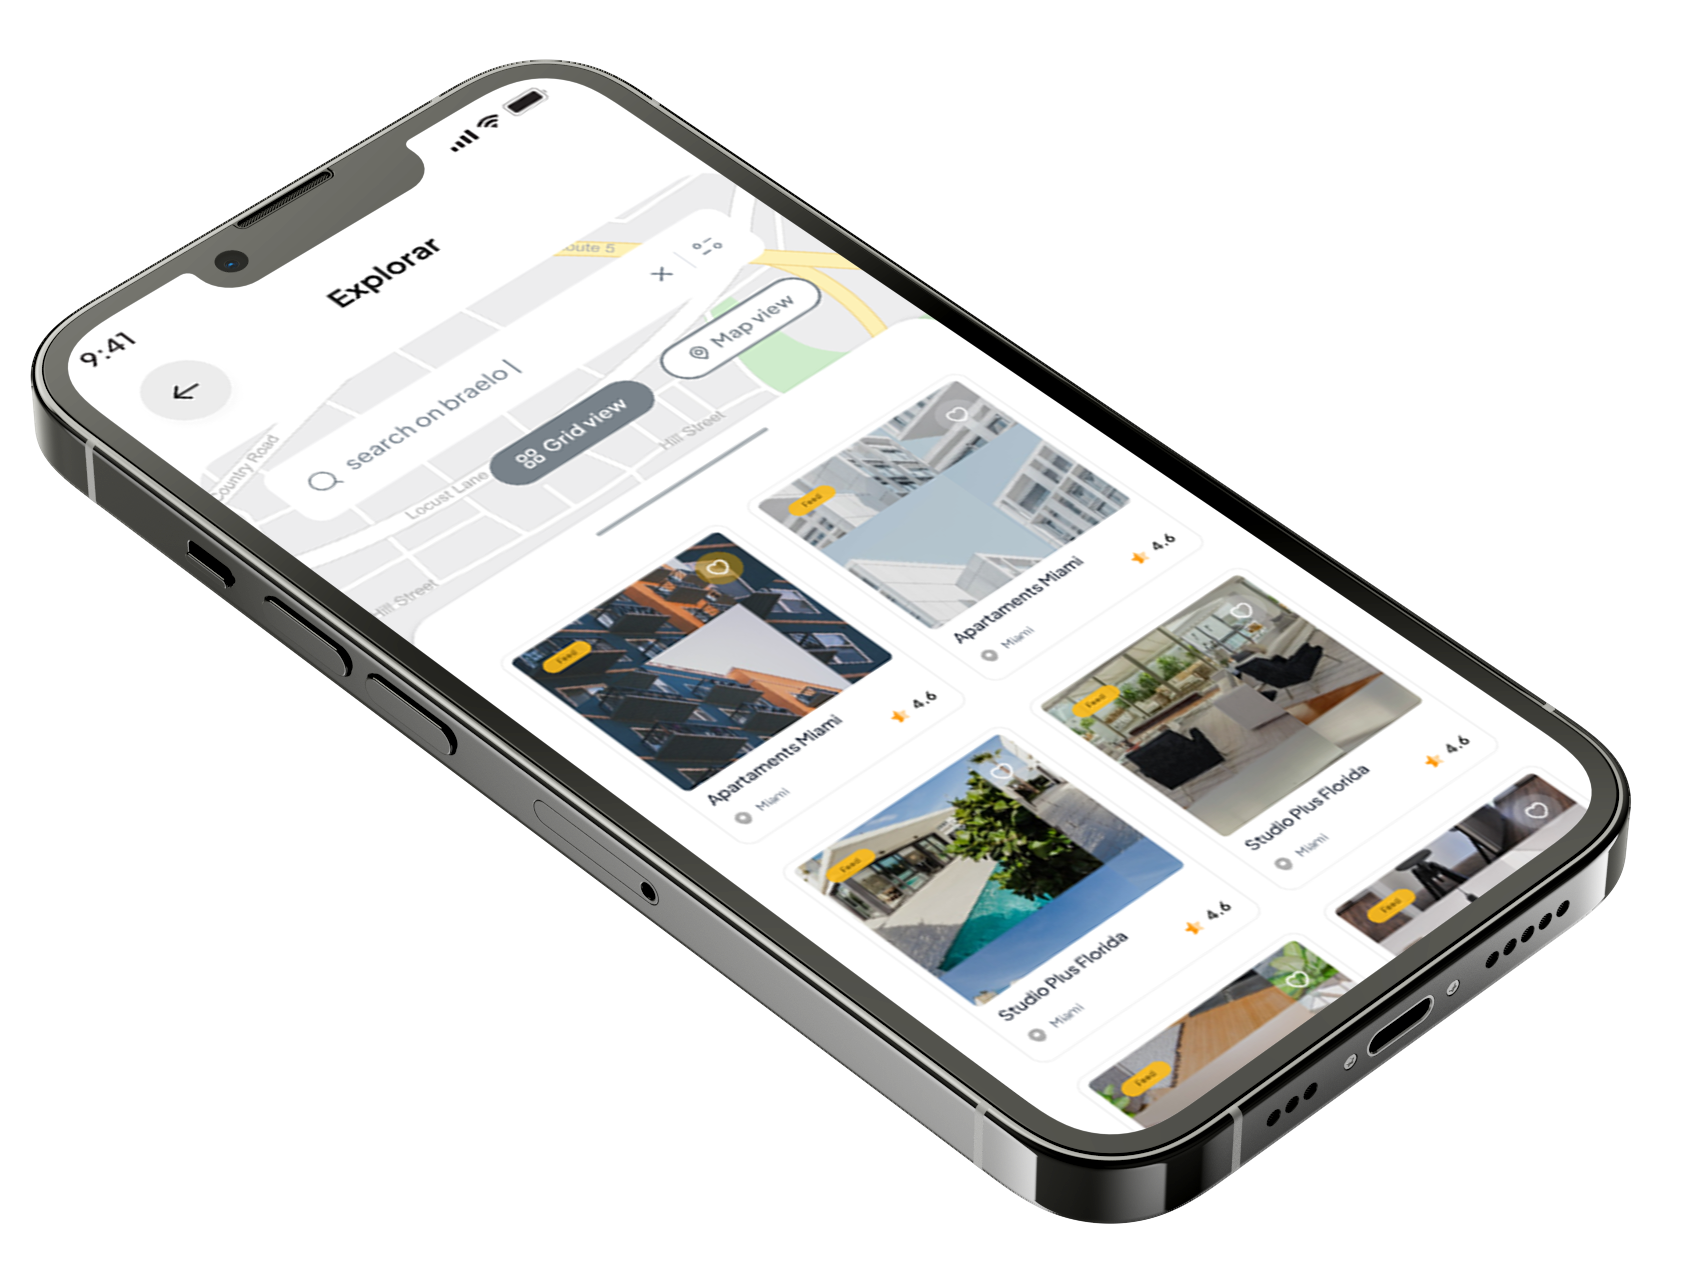 9:41
Explorar
search on braelo
Grid view
Map view
Route 5
Country Road
Locust Lane
Hill Street
Hill Street
Feed
Apartaments Miami
Miami
4.6
Feed
Apartaments Miami
Miami
4.6
Feed
Studio Plus Florida
Miami
4.6
Feed
Studio Plus Florida
Miami
4.6
Feed
Feed